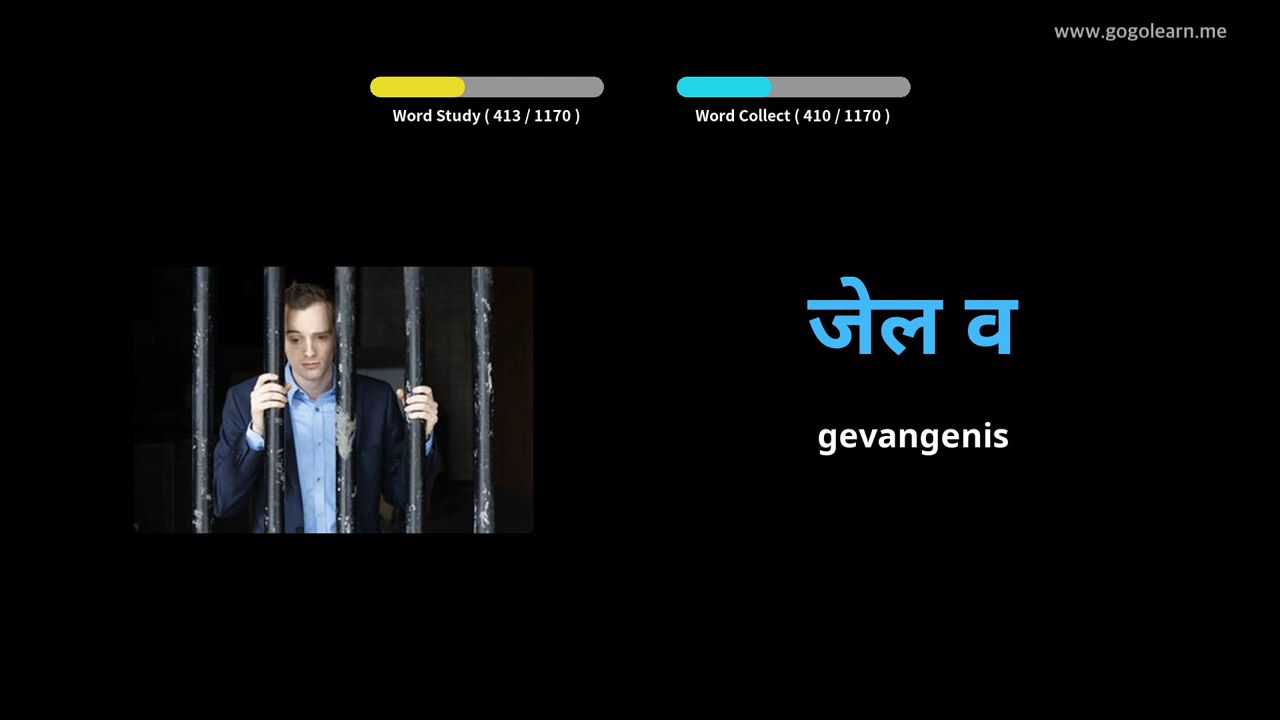 www.gogolearn.me
Word Study ( 413 / 1170 )
Word Collect ( 410 / 1170 )
जेल व
gevangenis